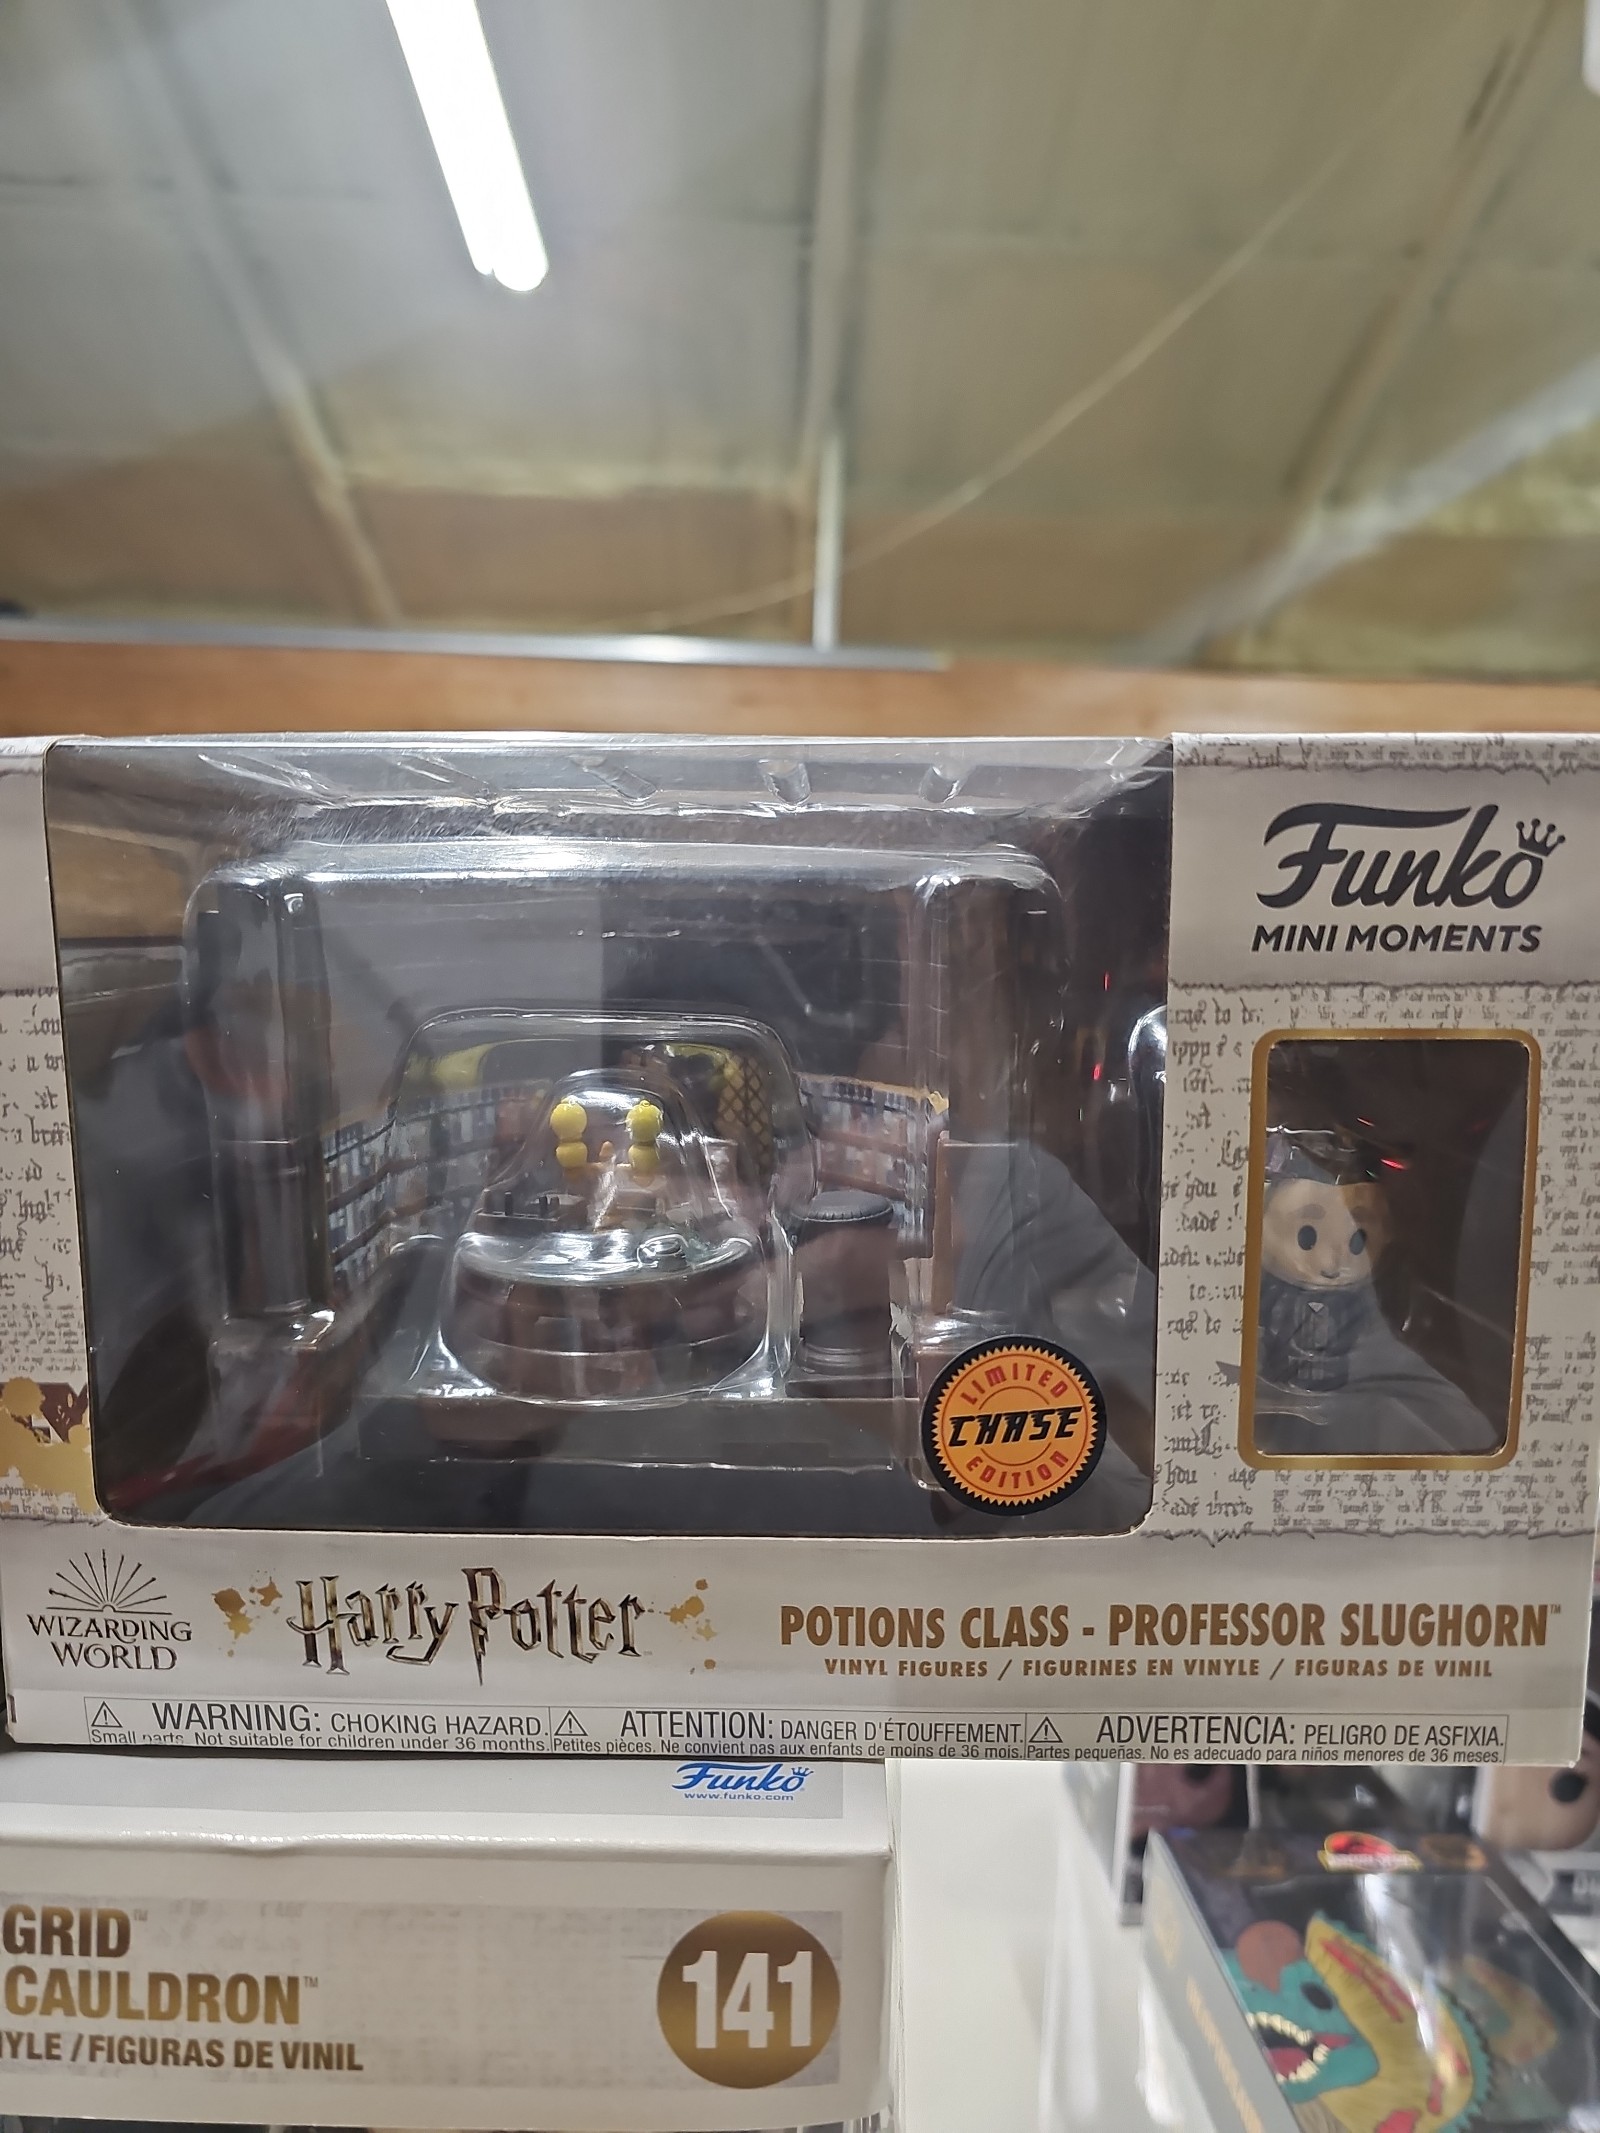 Funko
MINI MOMENTS
LIMITED
CHASE
EDITION
WIZARDING
WORLD
Harry Potter
POTIONS CLASS - PROFESSOR SLUGHORN™
VINYL FIGURES / FIGURINES EN VINYLE / FIGURAS DE VINIL
WARNING: CHOKING HAZARD.
Small parts. Not suitable for children under 36 months.
ATTENTION: DANGER D'ÉTOUFFEMENT.
Petites pièces. Ne convient pas aux enfants de moins de 36 mois.
ADVERTENCIA: PELIGRO DE ASFIXIA.
Partes pequeñas. No es adecuado para niños menores de 36 meses.
Funko
www.funko.com
GRID™
CAULDRON™
YLE / FIGURAS DE VINIL
141